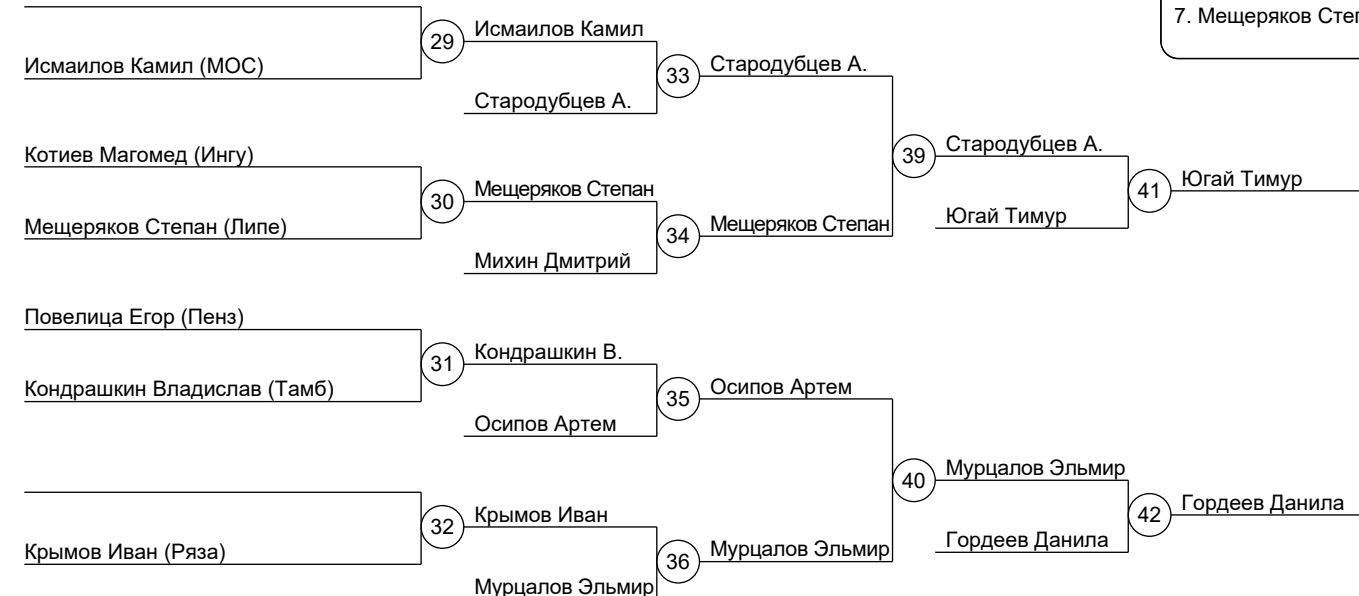 7. Мещеряков Степ
Исмаилов Камил
29
Исмаилов Камил (МОС)
Стародубцев А.
33
Стародубцев А.
Котиев Магомед (Ингу)
Стародубцев А.
39
Мещеряков Степан
30
Югай Тимур
41
Мещеряков Степан (Липе)
Югай Тимур
Мещеряков Степан
34
Михин Дмитрий
Повелица Егор (Пенз)
Кондрашкин В.
31
Кондрашкин Владислав (Тамб)
Осипов Артем
35
Осипов Артем
Мурцалов Эльмир
40
Гордеев Данила
42
Крымов Иван
32
Гордеев Данила
Крымов Иван (Ряза)
Мурцалов Эльмир
36
Мурцалов Эльмир